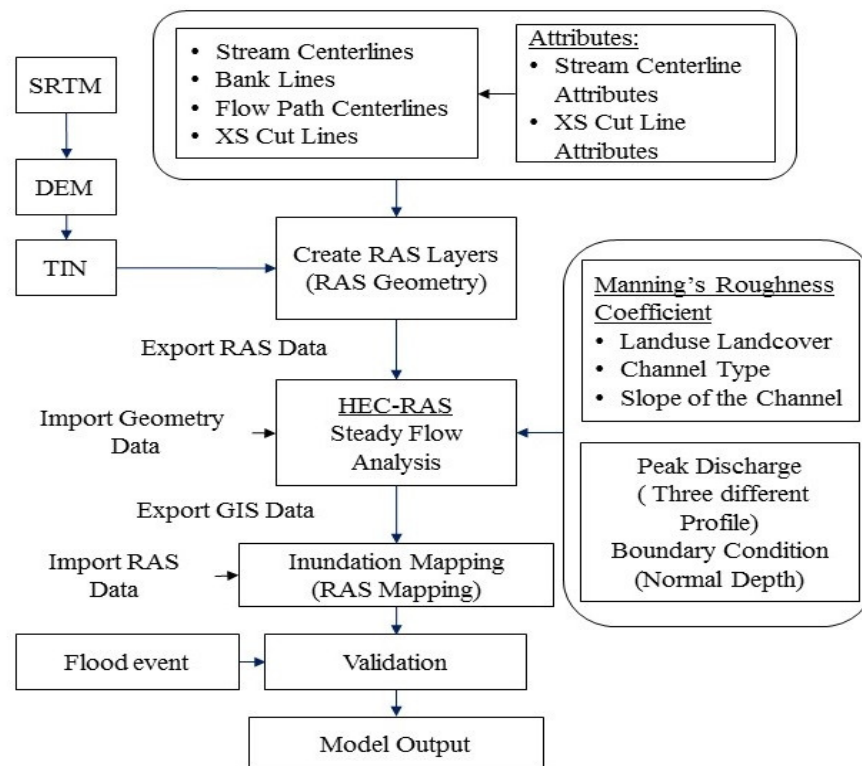 SRTM
DEM
TIN
• Stream Centerlines
• Bank Lines
• Flow Path Centerlines
• XS Cut Lines
Attributes:
• Stream Centerline
Attributes
• XS Cut Line
Attributes
Create RAS Layers
(RAS Geometry)
Export RAS Data
Import Geometry
Data
HEC-RAS
Steady Flow
Analysis
Manning's Roughness
Coefficient
• Landuse Landcover
• Channel Type
• Slope of the Channel
Peak Discharge
( Three different
Profile)
Boundary Condition
(Normal Depth)
Export GIS Data
Import RAS
Data
Inundation Mapping
(RAS Mapping)
Flood event
Validation
Model Output